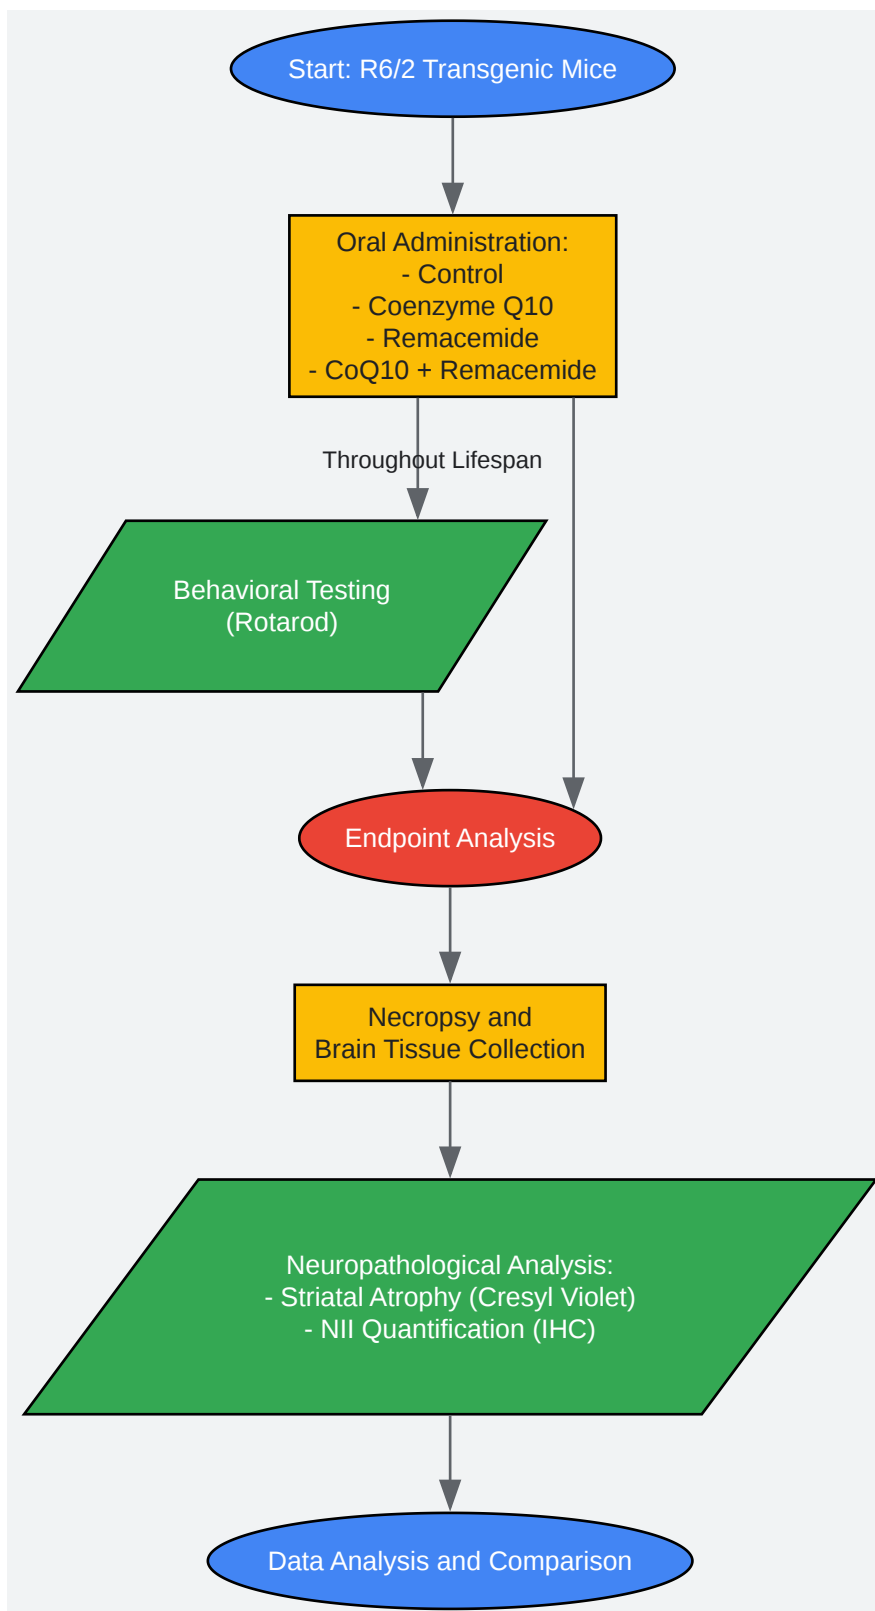 Start: R6/2 Transgenic Mice
Oral Administration:
- Control
- Coenzyme Q10
- Remacemide
- CoQ10 + Remacemide
Throughout Lifespan
Behavioral Testing
(Rotarod)
Endpoint Analysis
Necropsy and
Brain Tissue Collection
Neuropathological Analysis:
- Striatal Atrophy (Cresyl Violet)
- NII Quantification (IHC)
Data Analysis and Comparison